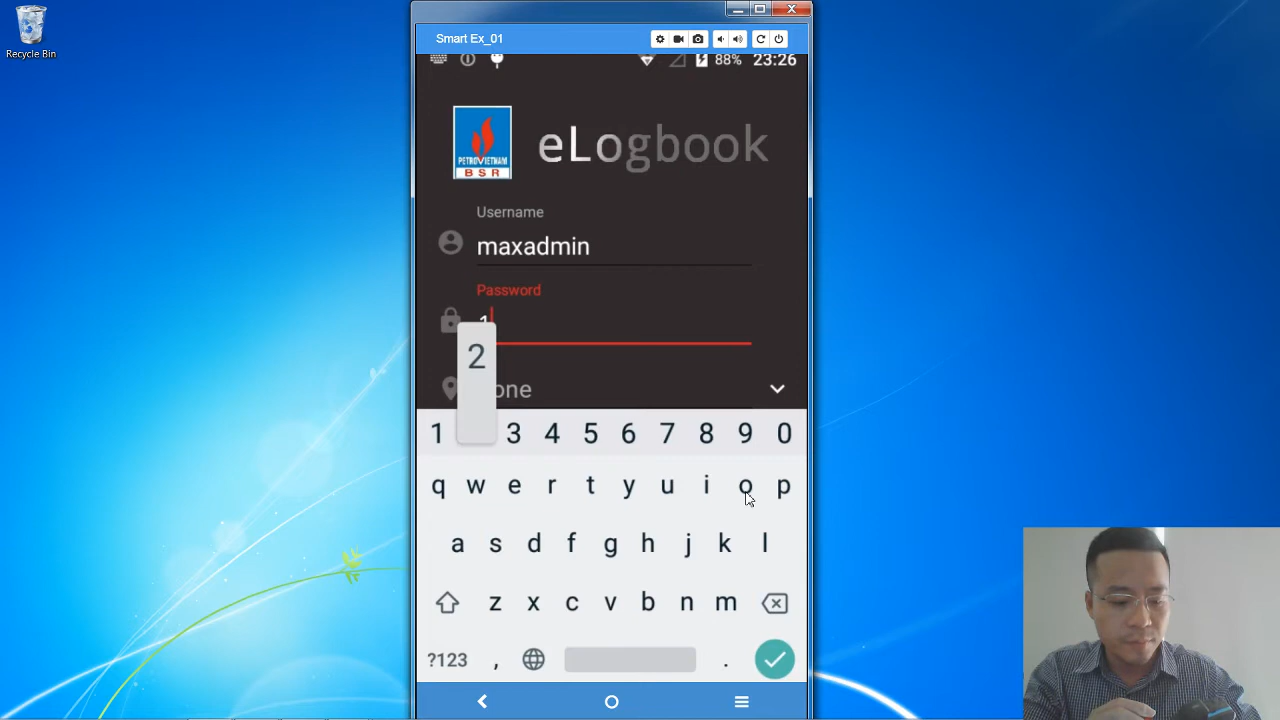 Recycle Bin
Smart Ex_01
88% 23:26
PETROVIETNAM
BSR
eLogbook
Username
maxadmin
Password
1
2
one
1 3 4 5 6 7 8 9 0
q w e r t y u i o p
a s d f g h j k l
z x c v b n m
?123 , .